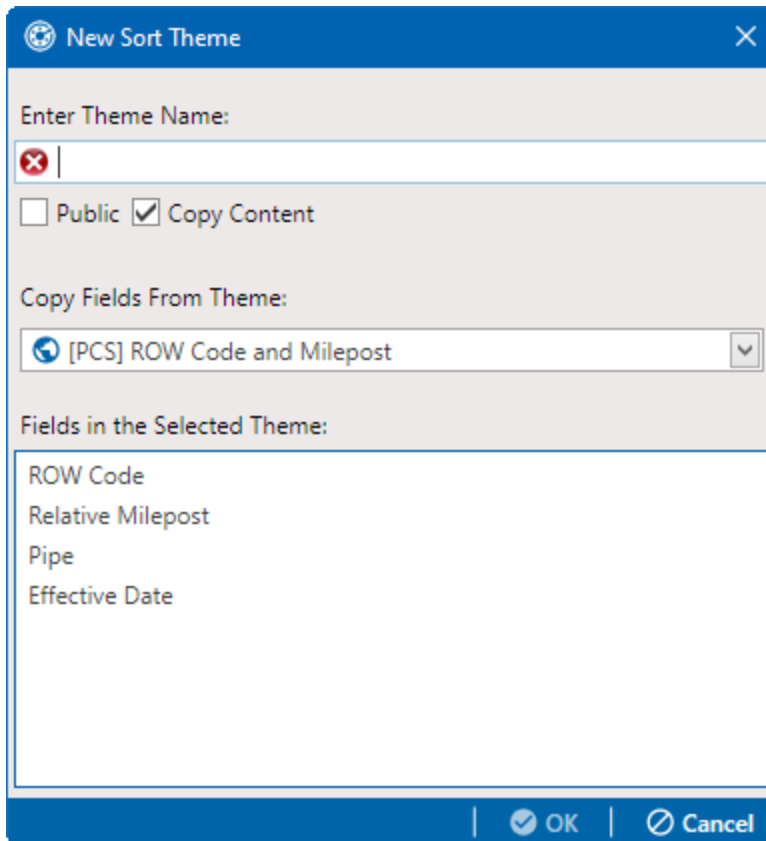 New Sort Theme
Enter Theme Name:
Public Copy Content
Copy Fields From Theme:
[PCS] ROW Code and Milepost
Fields in the Selected Theme:
ROW Code
Relative Milepost
Pipe
Effective Date
OK Cancel